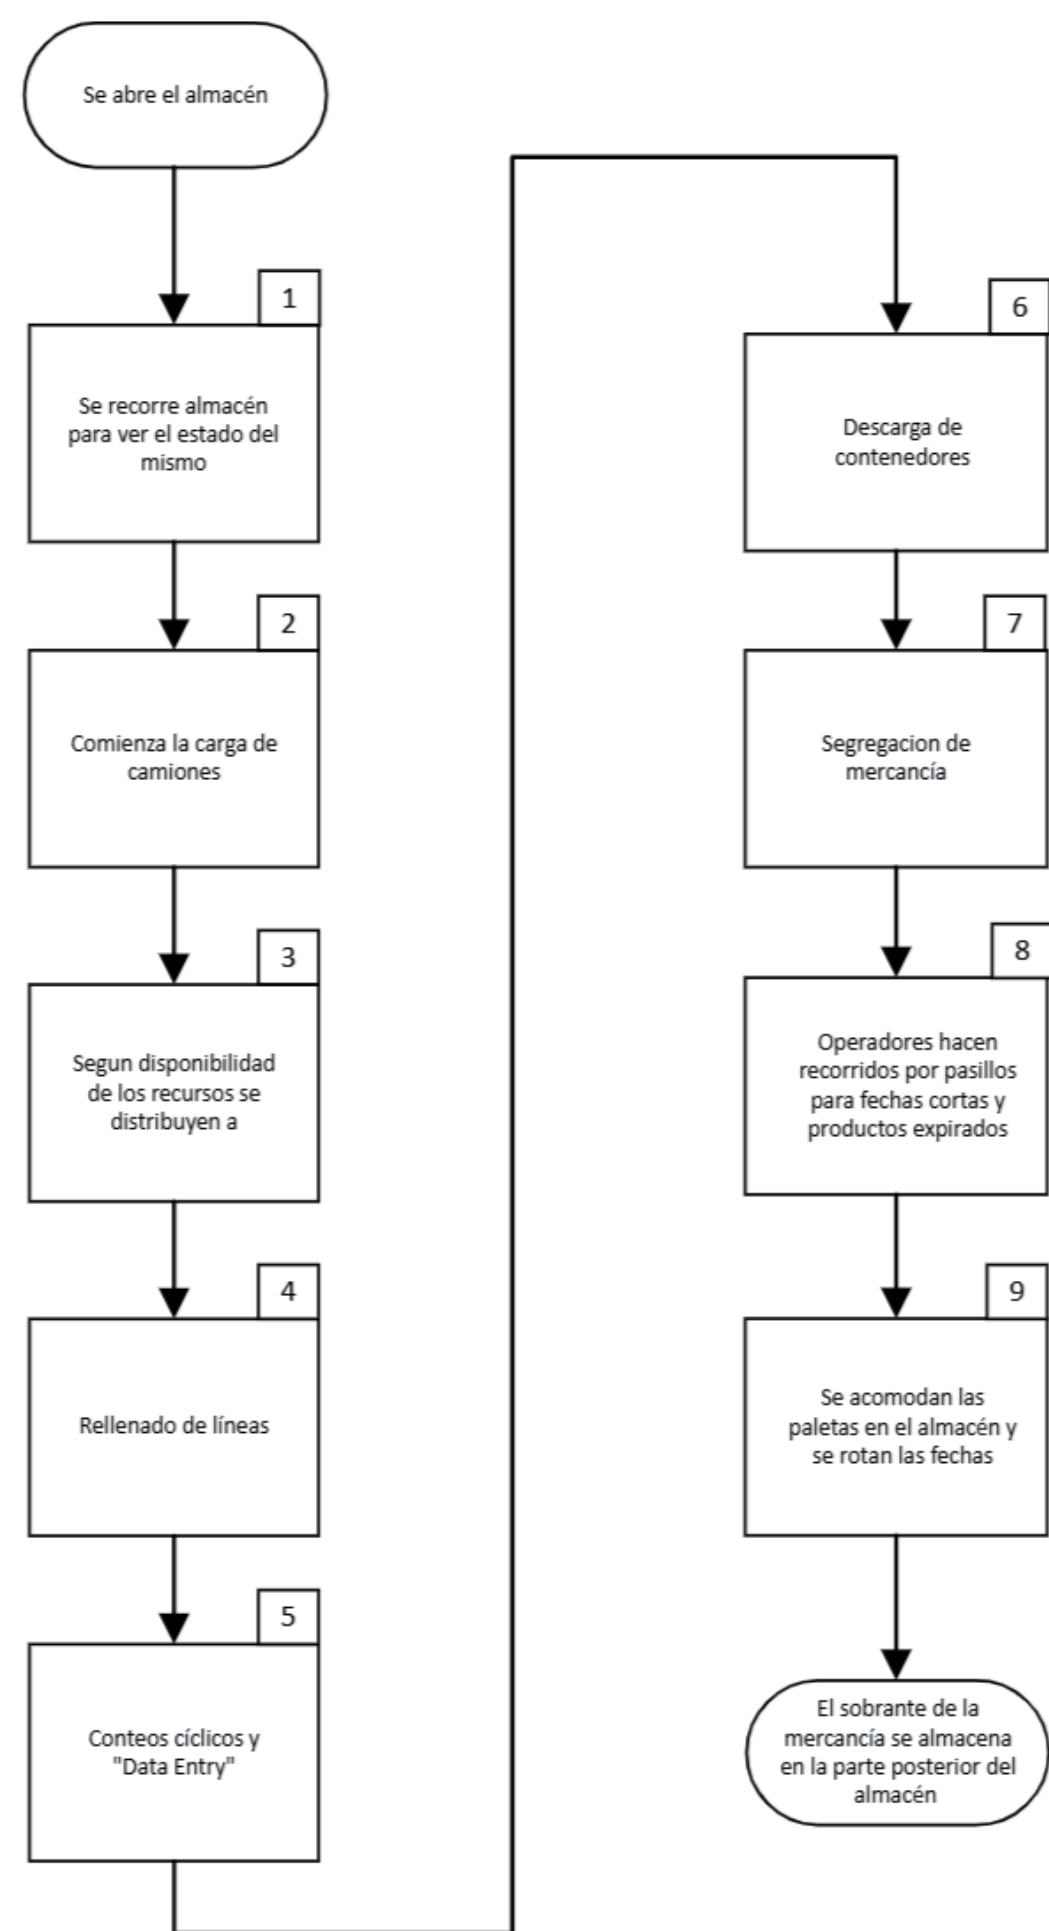 Se abre el almacén
1
Se recorre almacén
para ver el estado del
mismo
2
Comienza la carga de
camiones
3
Segun disponibilidad
de los recursos se
distribuyen a
4
Rellenado de líneas
5
Conteos cíclicos y
"Data Entry"
6
Descarga de
contenedores
7
Segregacion de
mercancía
8
Operadores hacen
recorridos por pasillos
para fechas cortas y
productos expirados
9
Se acomodan las
paletas en el almacén y
se rotan las fechas
El sobrante de la
mercancía se almacena
en la parte posterior del
almacén